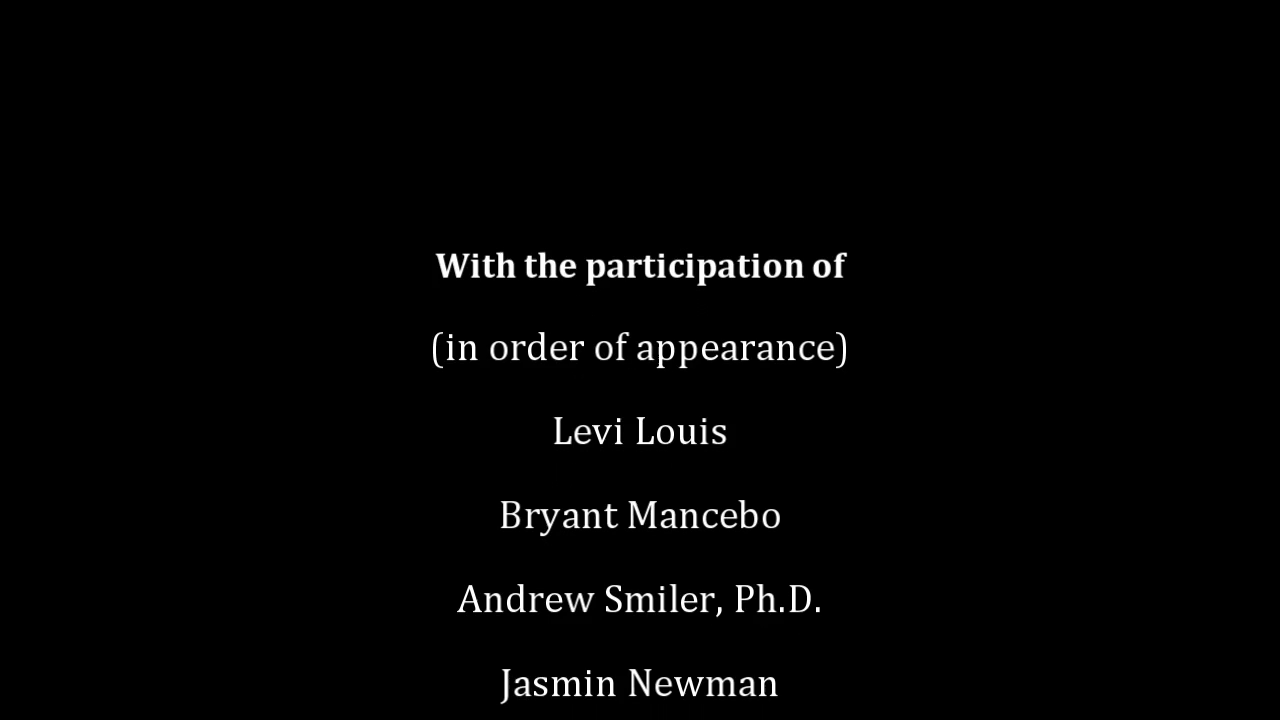 With the participation of
(in order of appearance)
Levi Louis
Bryant Mancebo
Andrew Smiler, Ph.D.
Jasmin Newman